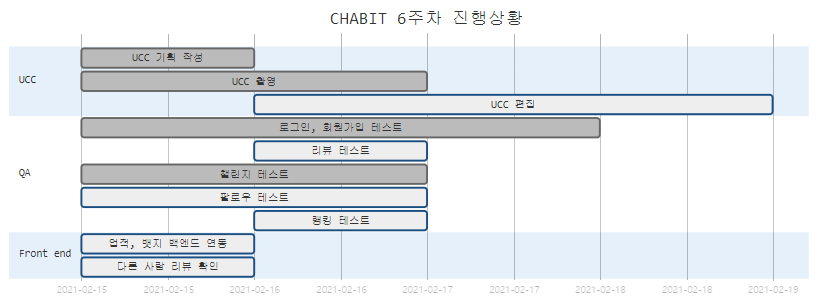 CHABIT 6주차 진행상황
UCC
UCC 기획 작성
UCC 촬영
UCC 편집
QA
로그인, 회원가입 테스트
리뷰 테스트
챌린지 테스트
팔로우 테스트
랭킹 테스트
Front end
업적, 뱃지 백엔드 연동
다른 사람 리뷰 확인
2021-02-15 2021-02-15 2021-02-16 2021-02-16 2021-02-17 2021-02-17 2021-02-18 2021-02-18 2021-02-19